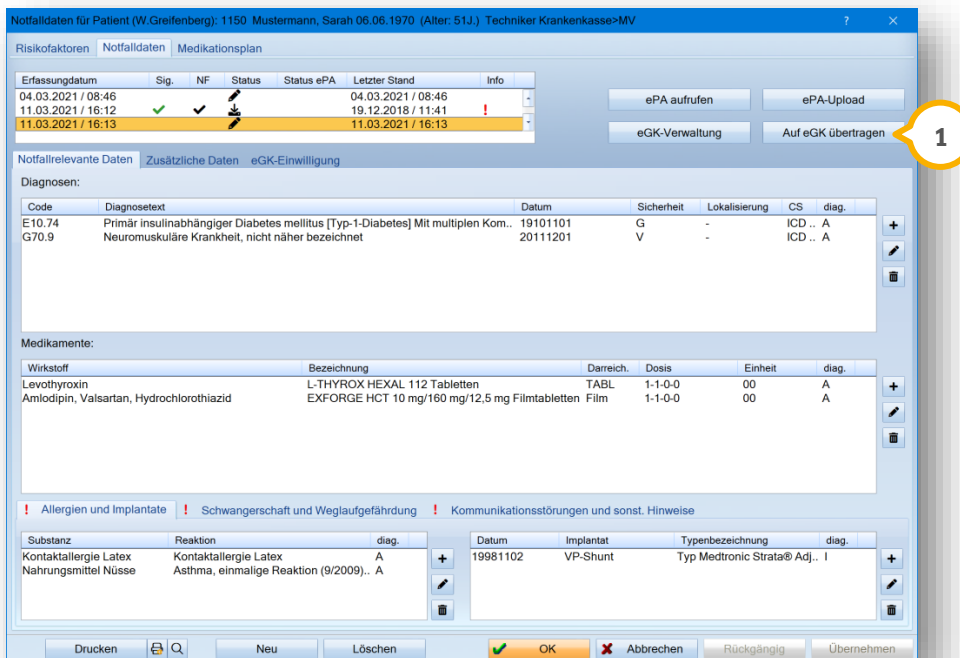 Notfalldaten für Patient (W.Greifenberg): 1150 Mustermann, Sarah 06.06.1970 (Alter: 51J.) Techniker Krankenkasse>MV ? ×
Risikofaktoren Notfalldaten Medikationsplan
Erfassungdatum Sig. NF Status Status ePA Letzter Stand Info
04.03.2021 / 08:46 04.03.2021 / 08:46
11.03.2021 / 16:12 19.12.2018 / 11:41 !
11.03.2021 / 16:13 11.03.2021 / 16:13
ePA aufrufen ePA-Upload
eGK-Verwaltung Auf eGK übertragen 1
Notfallrelevante Daten Zusätzliche Daten eGK-Einwilligung
Diagnosen:
Code Diagnosetext Datum Sicherheit Lokalisierung CS diag.
E10.74 Primär insulinabhängiger Diabetes mellitus [Typ-1-Diabetes] Mit multiplen Kom.. 19101101 G - ICD .. A
G70.9 Neuromuskuläre Krankheit, nicht näher bezeichnet 20111201 V - ICD .. A
Medikamente:
Wirkstoff Bezeichnung Darreich. Dosis Einheit diag.
Levothyroxin L-THYROX HEXAL 112 Tabletten TABL 1-1-0-0 00 A
Amlodipin, Valsartan, Hydrochlorothiazid EXFORGE HCT 10 mg/160 mg/12,5 mg Filmtabletten Film 1-1-0-0 00 A
! Allergien und Implantate ! Schwangerschaft und Weglaufgefährdung ! Kommunikationsstörungen und sonst. Hinweise
Substanz Reaktion diag.
Kontaktallergie Latex Kontaktallergie Latex A
Nahrungsmittel Nüsse Asthma, einmalige Reaktion (9/2009).. A
Datum Implantat Typenbezeichnung diag.
19981102 VP-Shunt Typ Medtronic Strata® Adj.. I
Drucken Neu Löschen OK Abbrechen Rückgängig Übernehmen